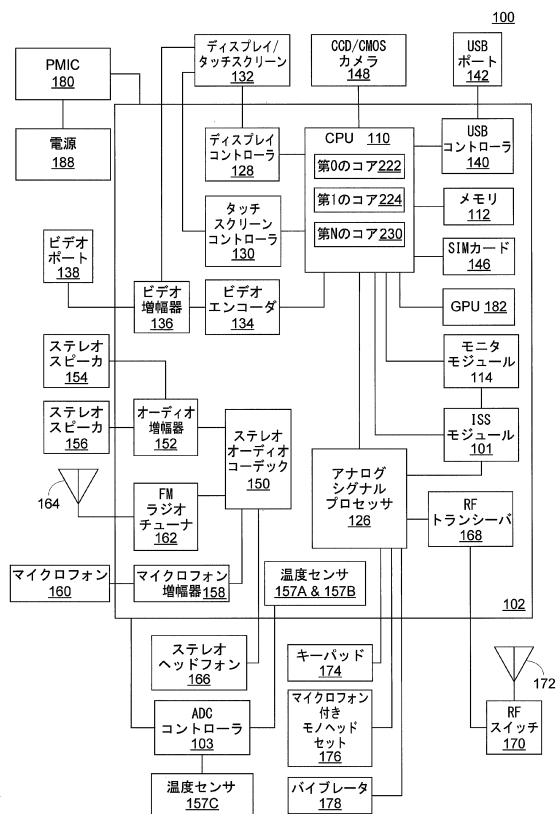 100
PMIC
180
ディスプレイ/
タッチスクリーン
132
CCD/CMOS
カメラ
148
USB
ポート
142
電源
188
ディスプレイ
コントローラ
128
CPU 110
第0のコア222
第1のコア224
第Nのコア230
USB
コントローラ
140
メモリ
112
タッチ
スクリーン
コントローラ
130
SIMカード
146
ビデオ
ポート
138
ビデオ
増幅器
136
ビデオ
エンコーダ
134
GPU 182
ステレオ
スピーカ
154
モニタ
モジュール
114
ステレオ
スピーカ
156
オーディオ
増幅器
152
ステレオ
オーディオ
コーデック
150
ISS
モジュール
101
アナログ
シグナル
プロセッサ
126
164
FM
ラジオ
チューナ
162
RF
トランシーバ
168
マイクロフォン
160
マイクロフォン
増幅器158
温度センサ
157A & 157B
102
ステレオ
ヘッドフォン
166
キーパッド
174
172
ADC
コントローラ
103
マイクロフォン
付き
モノヘッド
セット
176
RF
スイッチ
170
温度センサ
157C
バイブレータ
178